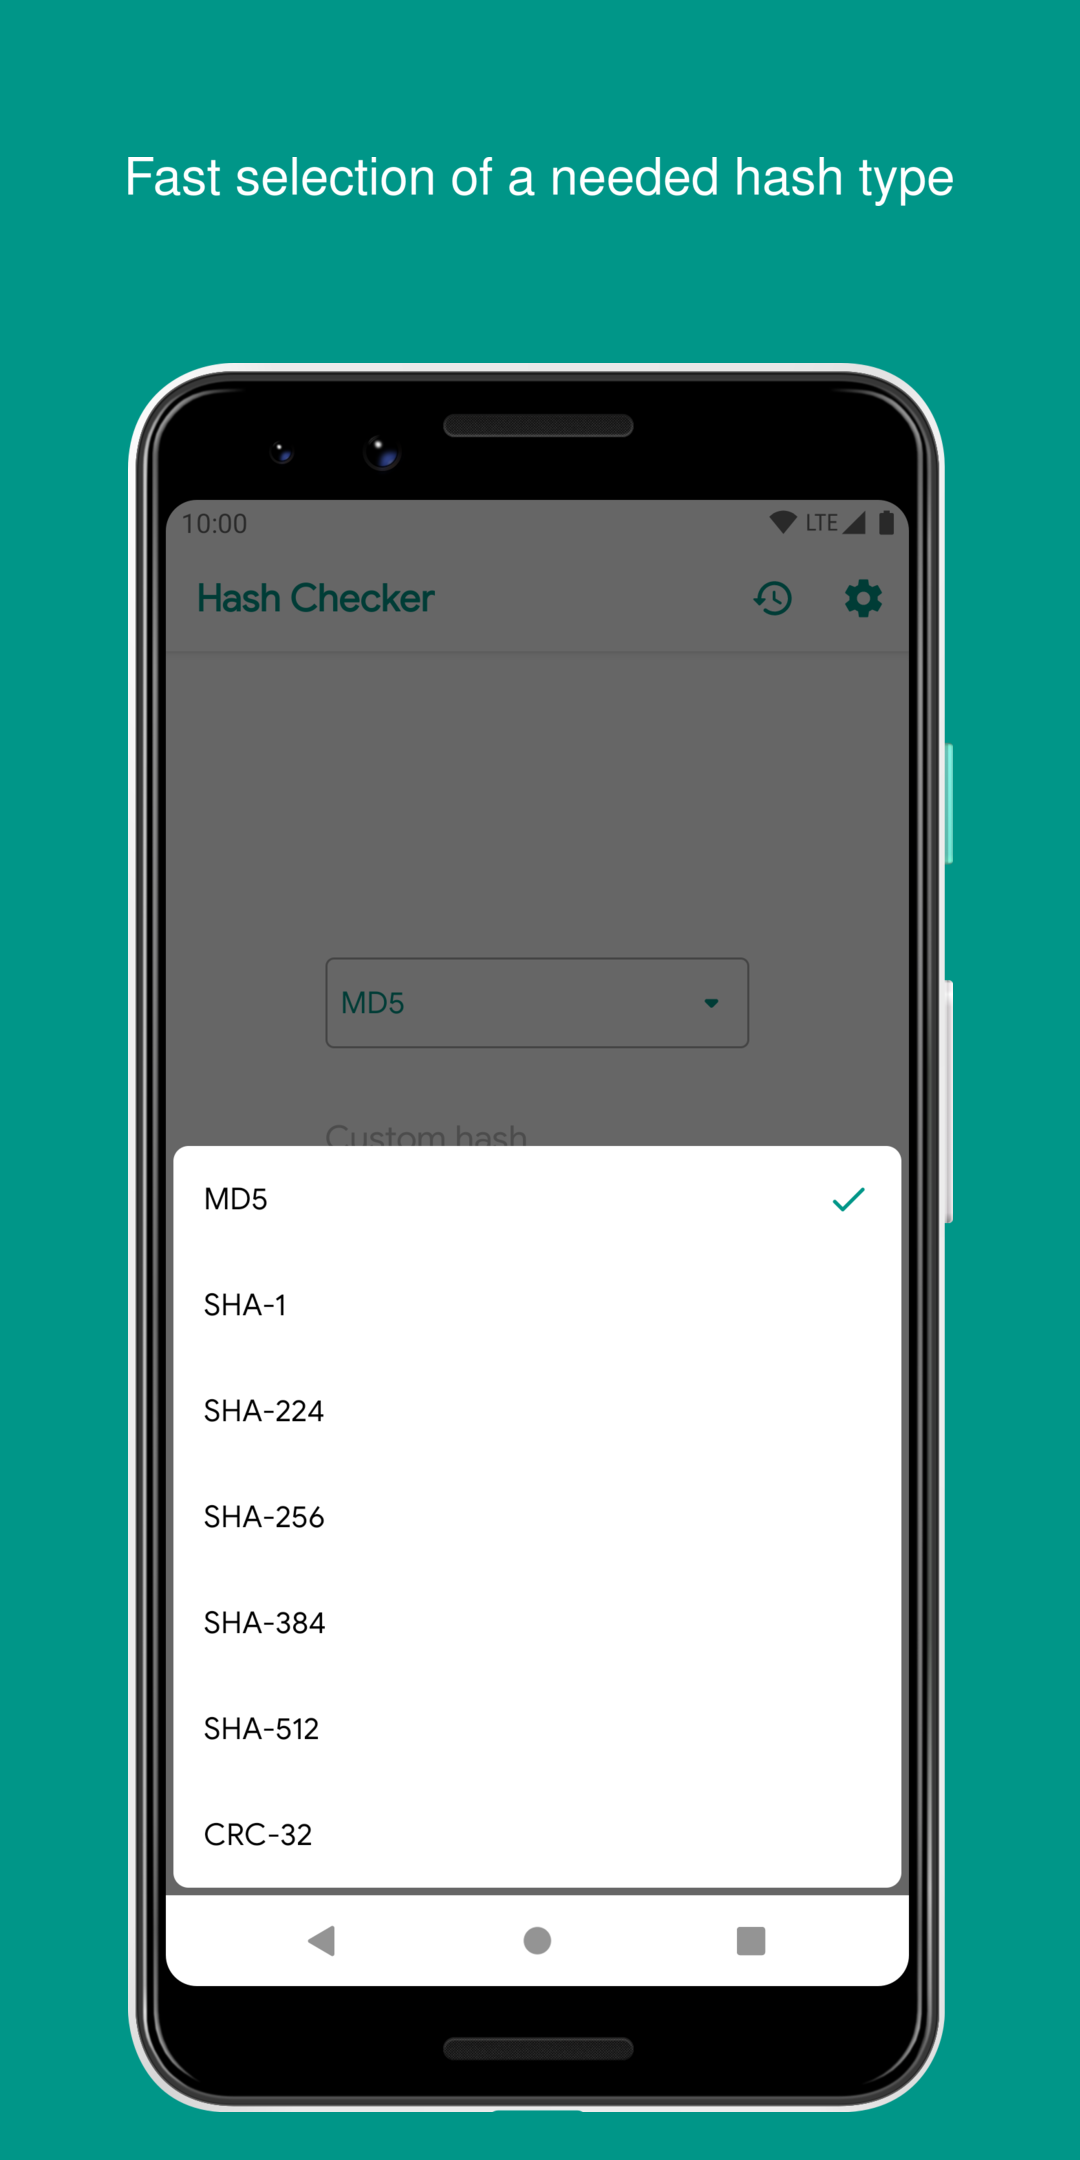 Fast selection of a needed hash type
10:00 LTE
Hash Checker
MD5
Custom hash
MD5
SHA-1
SHA-224
SHA-256
SHA-384
SHA-512
CRC-32